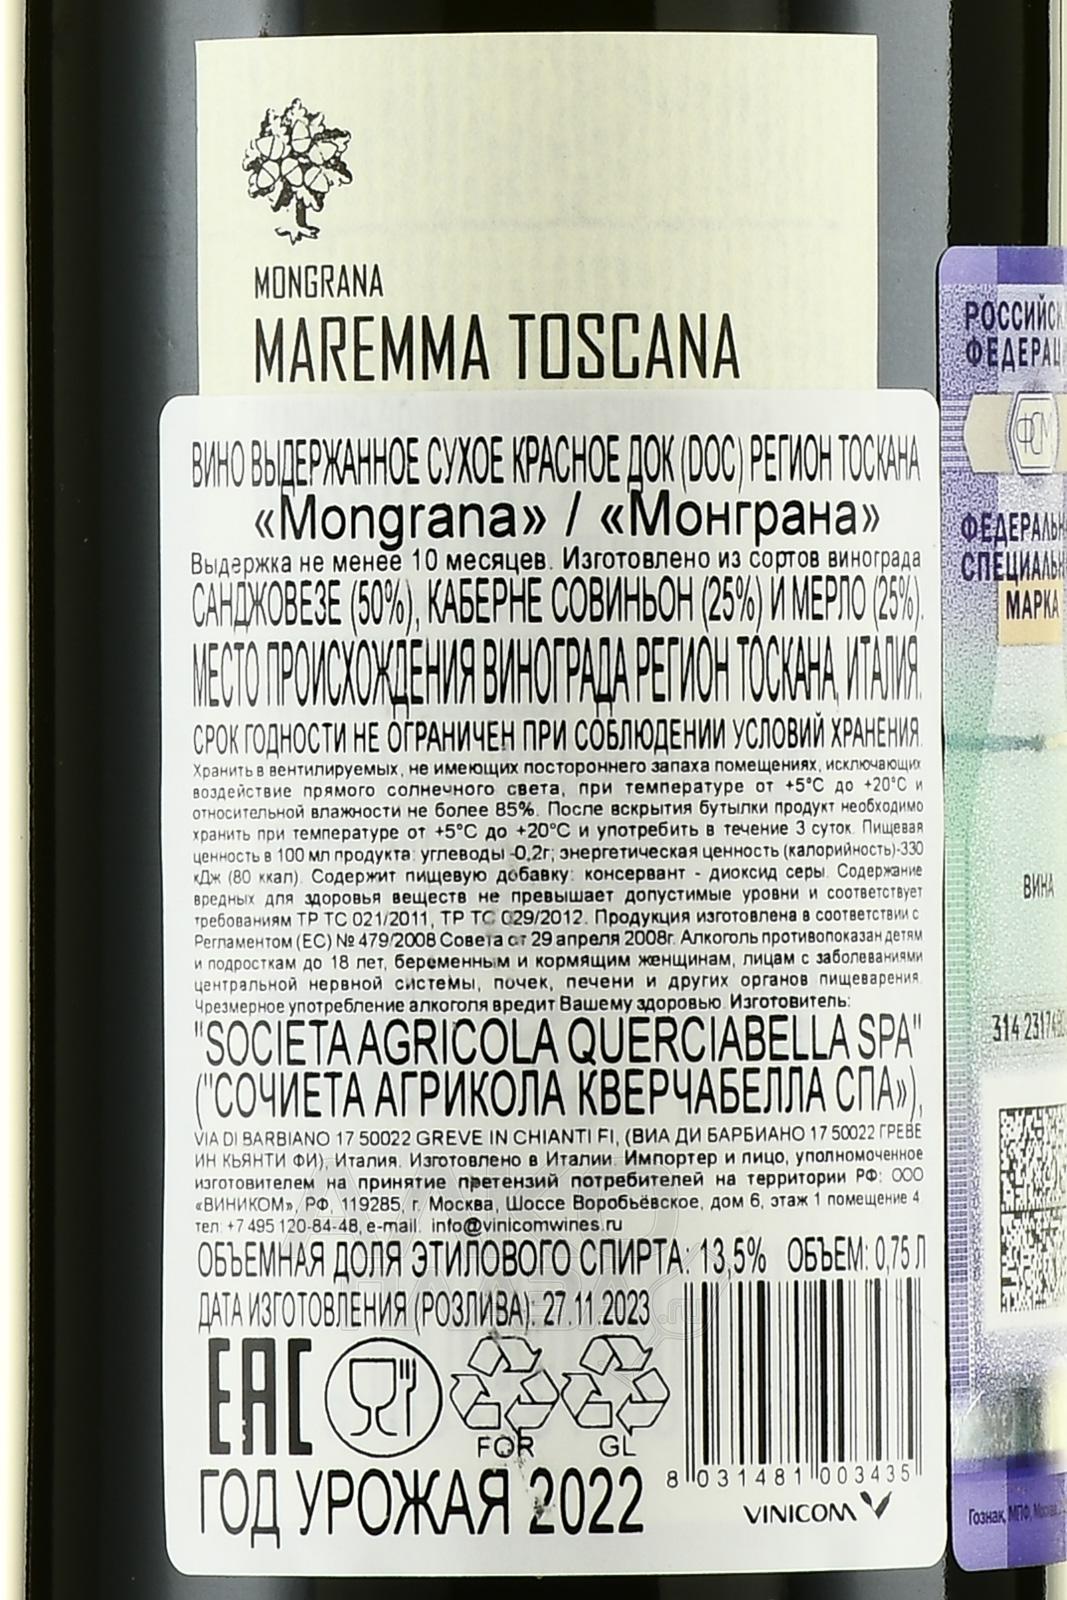 MONGRANA
MAREMMA TOSCANA
ВИНО ВЫДЕРЖАННОЕ СУХОЕ КРАСНОЕ ДОК (DOC) РЕГИОН ТОСКАНА
«Mongrana» / «Монграна»
Выдержка не менее 10 месяцев. Изготовлено из сортов винограда
САНДЖОВЕЗЕ (50%), КАБЕРНЕ СОВИНЬОН (25%) И МЕРЛО (25%).
МЕСТО ПРОИСХОЖДЕНИЯ ВИНОГРАДА РЕГИОН ТОСКАНА, ИТАЛИЯ.
СРОК ГОДНОСТИ НЕ ОГРАНИЧЕН ПРИ СОБЛЮДЕНИИ УСЛОВИЙ ХРАНЕНИЯ
Хранить в вентилируемых, не имеющих постороннего запаха помещениях, исключающих
воздействие прямого солнечного света, при температуре от +5°С до +20°С и
относительной влажности не более 85%. После вскрытия бутылки продукт необходимо
хранить при температуре от +5°С до +20°С и употребить в течение 3 суток. Пищевая
ценность в 100 мл продукта: углеводы -0,2г; энергетическая ценность (калорийность)-330
кДж (80 ккал). Содержит пищевую добавку: консервант - диоксид серы. Содержание
вредных для здоровья веществ не превышает допустимые уровни и соответствует
требованиям ТР ТС 021/2011, ТР ТС 029/2012. Продукция изготовлена в соответствии с
Регламентом (ЕС) № 479/2008 Совета от 29 апреля 2008г. Алкоголь противопоказан детям
и подросткам до 18 лет, беременным и кормящим женщинам, лицам с заболеваниями
центральной нервной системы, почек, печени и других органов пищеварения.
Чрезмерное употребление алкоголя вредит Вашему здоровью. Изготовитель:
"SOCIETA AGRICOLA QUERCIABELLA SPA"
("СОЧИЕТА АГРИКОЛА КВЕРЧАБЕЛЛА СПА»),
VIA DI BARBIANO 17 50022 GREVE IN CHIANTI FI, (ВИА ДИ БАРБИАНО 17 50022 ГРЕВЕ
ИН КЬЯНТИ ФИ), Италия. Изготовлено в Италии. Импортер и лицо, уполномоченное
изготовителем на принятие претензий потребителей на территории РФ: ООО
«ВИНИКОМ», РФ, 119285, г. Москва, Шоссе Воробьёвское, дом 6, этаж 1 помещение 4
тел: +7 495 120-84-48, e-mail: info@vinicomwines.ru
ОБЪЕМНАЯ ДОЛЯ ЭТИЛОВОГО СПИРТА: 13,5% ОБЪЕМ: 0,75 Л
ДАТА ИЗГОТОВЛЕНИЯ (РОЗЛИВА): 27.11.2023
EAC
FOR GL
8 031481 003435
ГОД УРОЖАЯ 2022
VINICOM
РОССИЙСК
ФЕДЕРАЦ
ФСМ
ФЕДЕРАЛЬН
СПЕЦИАЛЬН
МАРКА
ВИНА
Гознак, МПФ, Москва